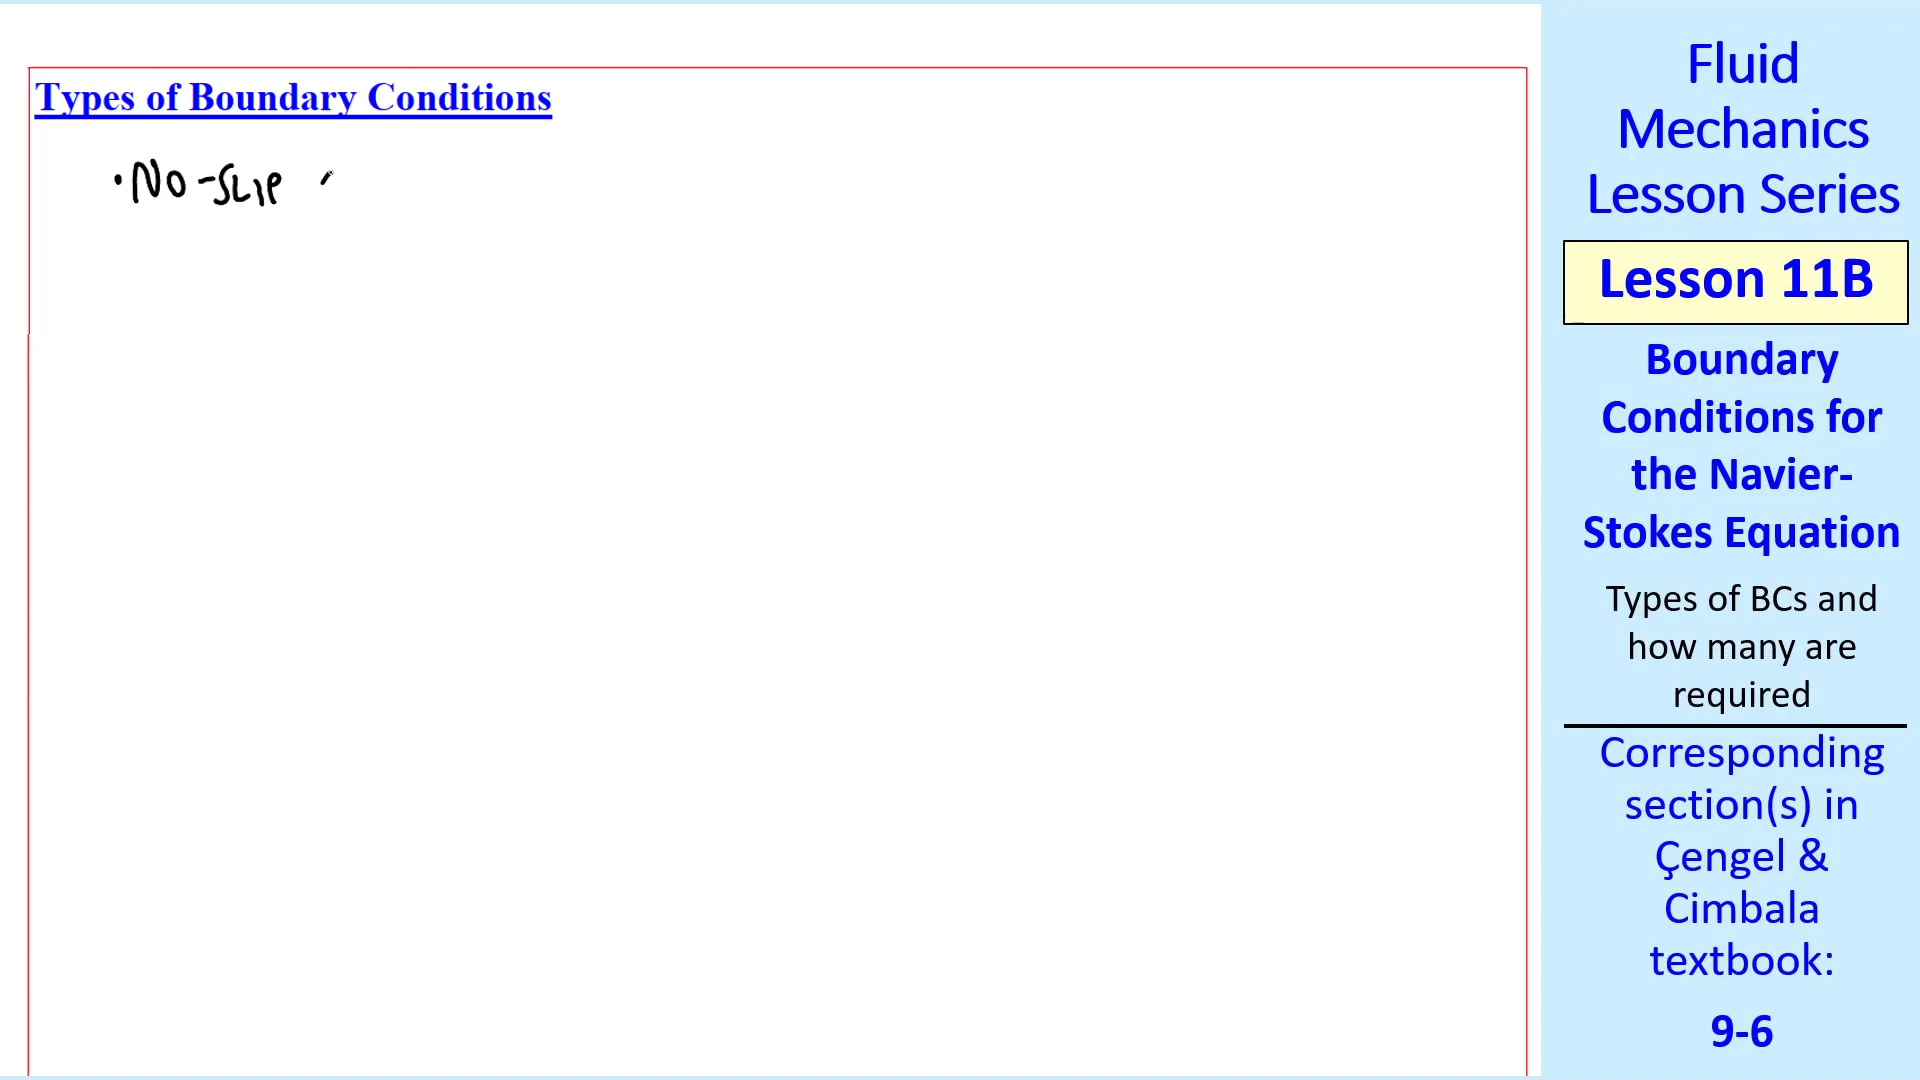 Types of Boundary Conditions
• NO-SLIP
Fluid
Mechanics
Lesson Series
Lesson 11B
Boundary
Conditions for
the Navier-
Stokes Equation
Types of BCs and
how many are
required
Corresponding
section(s) in
Çengel &
Cimbala
textbook:
9-6